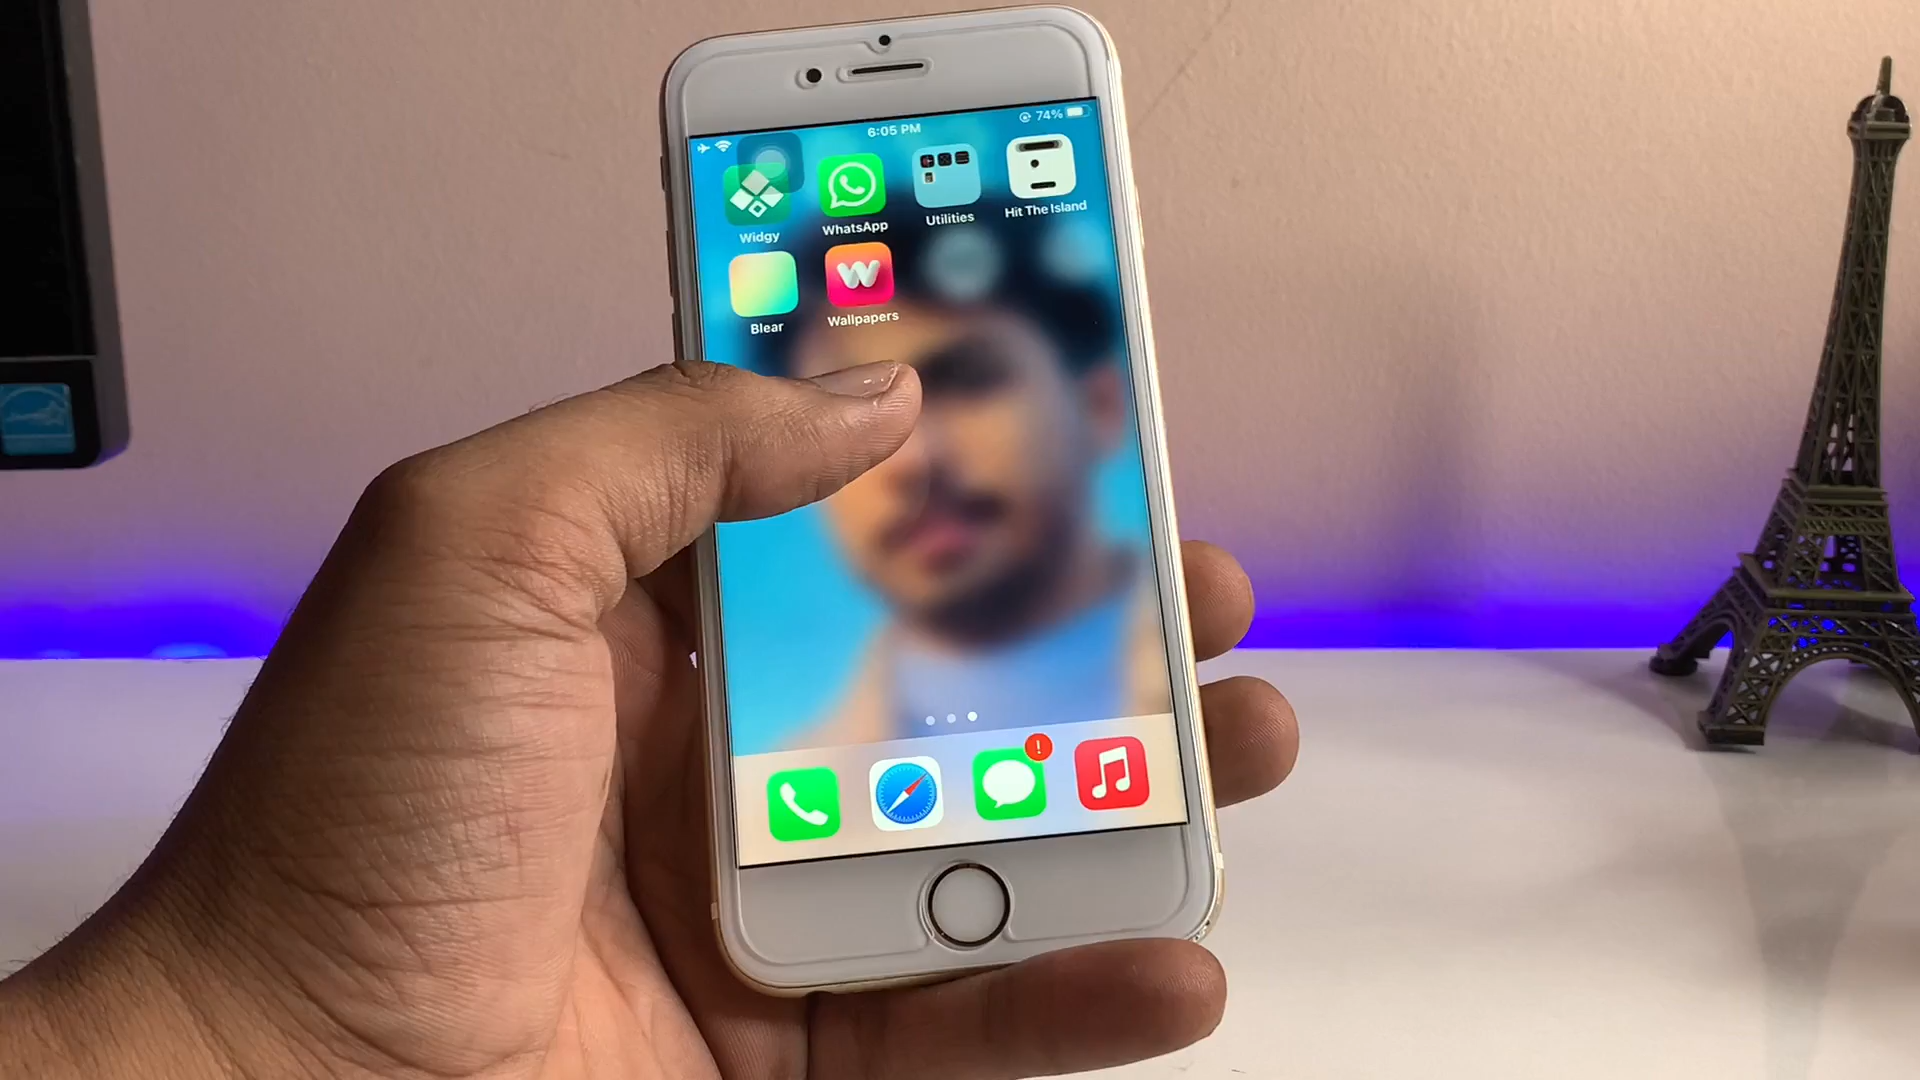 6:05 PM
74%
Widgy
WhatsApp
Utilities
Hit The Island
Blear
W
Wallpapers
!